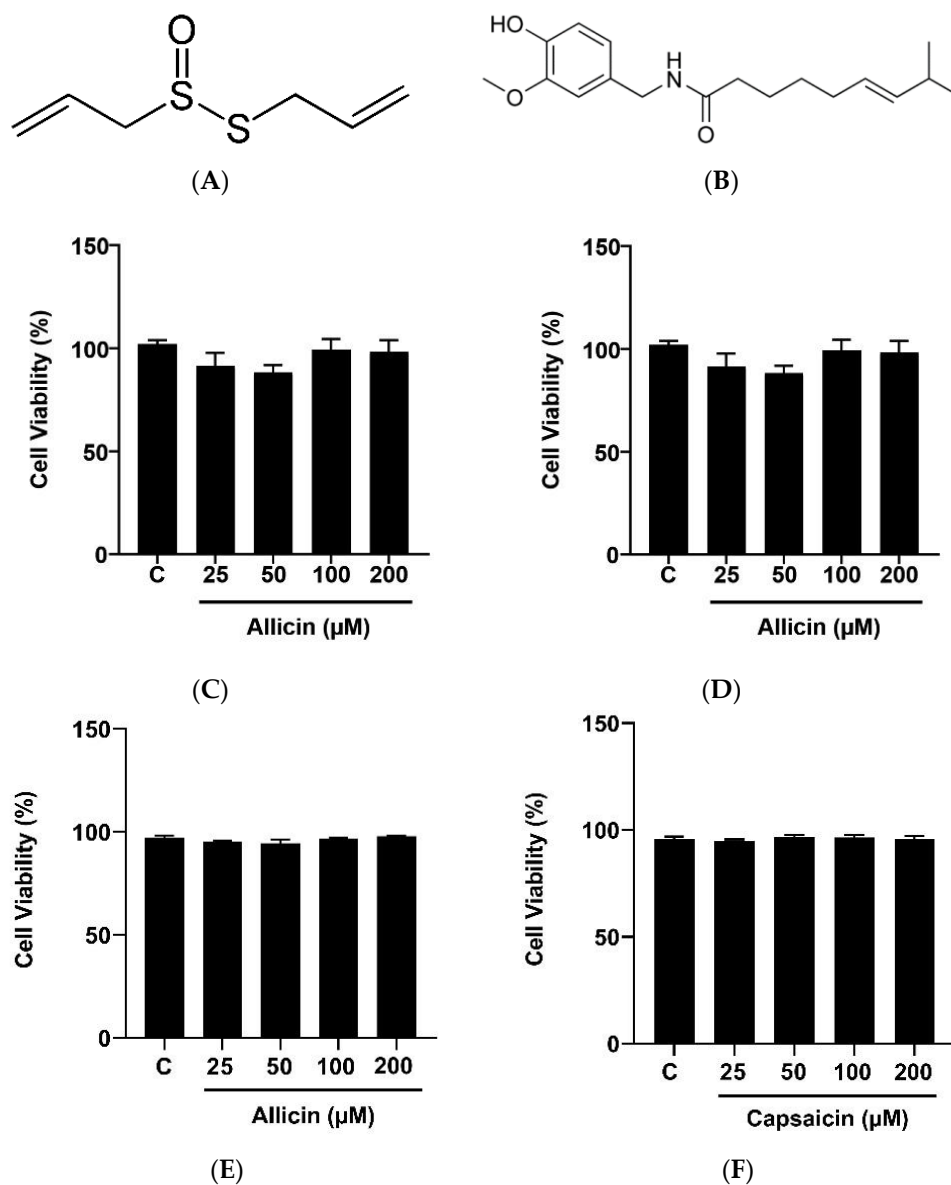 O
S
S
(A)
HO
O
H
N
O
(B)
150
100
50
0
Cell Viability (%)
C 25 50 100 200
Allicin (µM)
(C)
150
100
50
0
Cell Viability (%)
C 25 50 100 200
Allicin (µM)
(D)
150
100
50
0
Cell Viability (%)
C 25 50 100 200
Allicin (µM)
(E)
150
100
50
0
Cell Viability (%)
C 25 50 100 200
Capsaicin (µM)
(F)